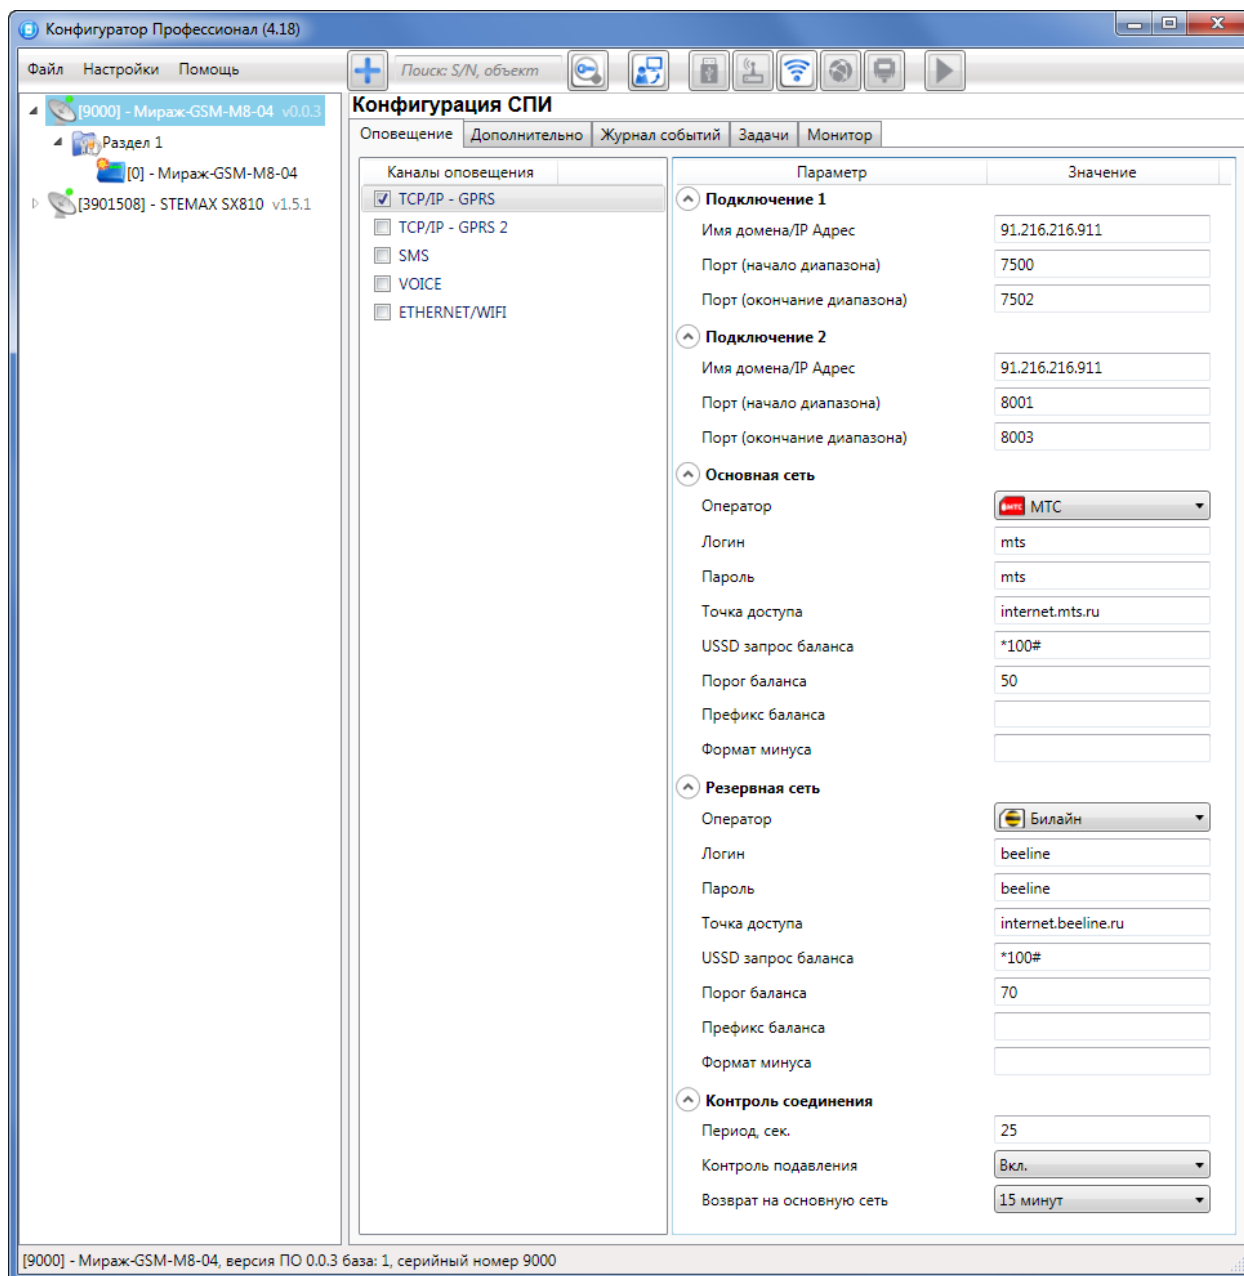 Конфигуратор Профессионал (4.18)
Файл Настройки Помощь
Поиск: S/N, объект
[9000] - Мираж-GSM-M8-04 v0.0.3
Раздел 1
[0] - Мираж-GSM-M8-04
[3901508] - STEMAX SX810 v1.5.1
Конфигурация СПИ
Оповещение Дополнительно Журнал событий Задачи Монитор
Каналы оповещения
TCP/IP - GPRS
TCP/IP - GPRS 2
SMS
VOICE
ETHERNET/WIFI
Параметр Значение
Подключение 1
Имя домена/IP Адрес 91.216.216.911
Порт (начало диапазона) 7500
Порт (окончание диапазона) 7502
Подключение 2
Имя домена/IP Адрес 91.216.216.911
Порт (начало диапазона) 8001
Порт (окончание диапазона) 8003
Основная сеть
Оператор МТС
Логин mts
Пароль mts
Точка доступа internet.mts.ru
USSD запрос баланса *100#
Порог баланса 50
Префикс баланса
Формат минуса
Резервная сеть
Оператор Билайн
Логин beeline
Пароль beeline
Точка доступа internet.beeline.ru
USSD запрос баланса *100#
Порог баланса 70
Префикс баланса
Формат минуса
Контроль соединения
Период, сек. 25
Контроль подавления Вкл.
Возврат на основную сеть 15 минут
[9000] - Мираж-GSM-M8-04, версия ПО 0.0.3 база: 1, серийный номер 9000